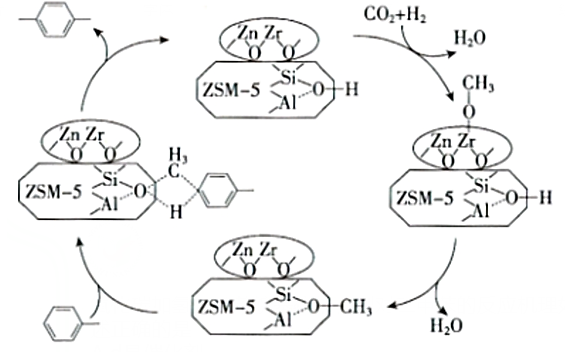 Zn Zr
O O
Si
ZSM-5 O-H
Al
CO₂+H₂
H₂O
CH₃
O
Zn Zr
O O
Si
ZSM-5 O-H
Al
H₂O
Zn Zr
O O
Si
ZSM-5 O-CH₃
Al
Zn Zr
O O
H₃
C
Si
ZSM-5 O
Al H